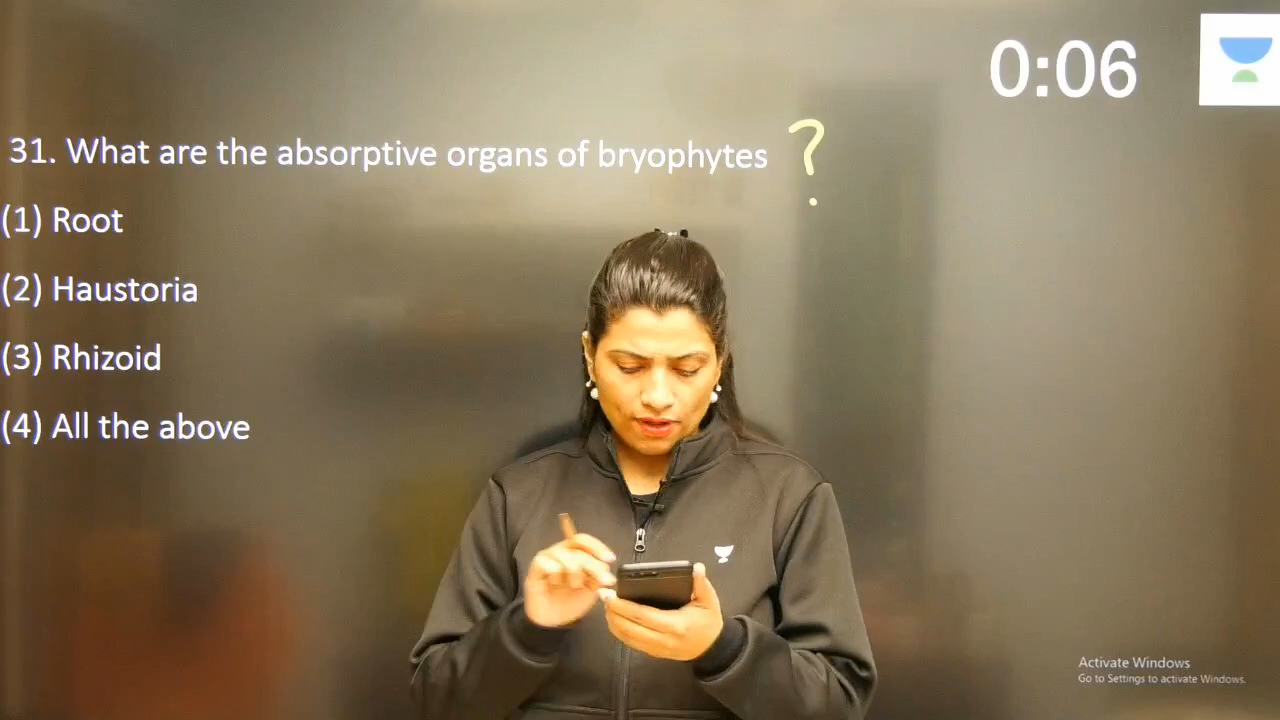 0:06
31. What are the absorptive organs of bryophytes ?
(1) Root
(2) Haustoria
(3) Rhizoid
(4) All the above
Activate Windows
Go to Settings to activate Windows.